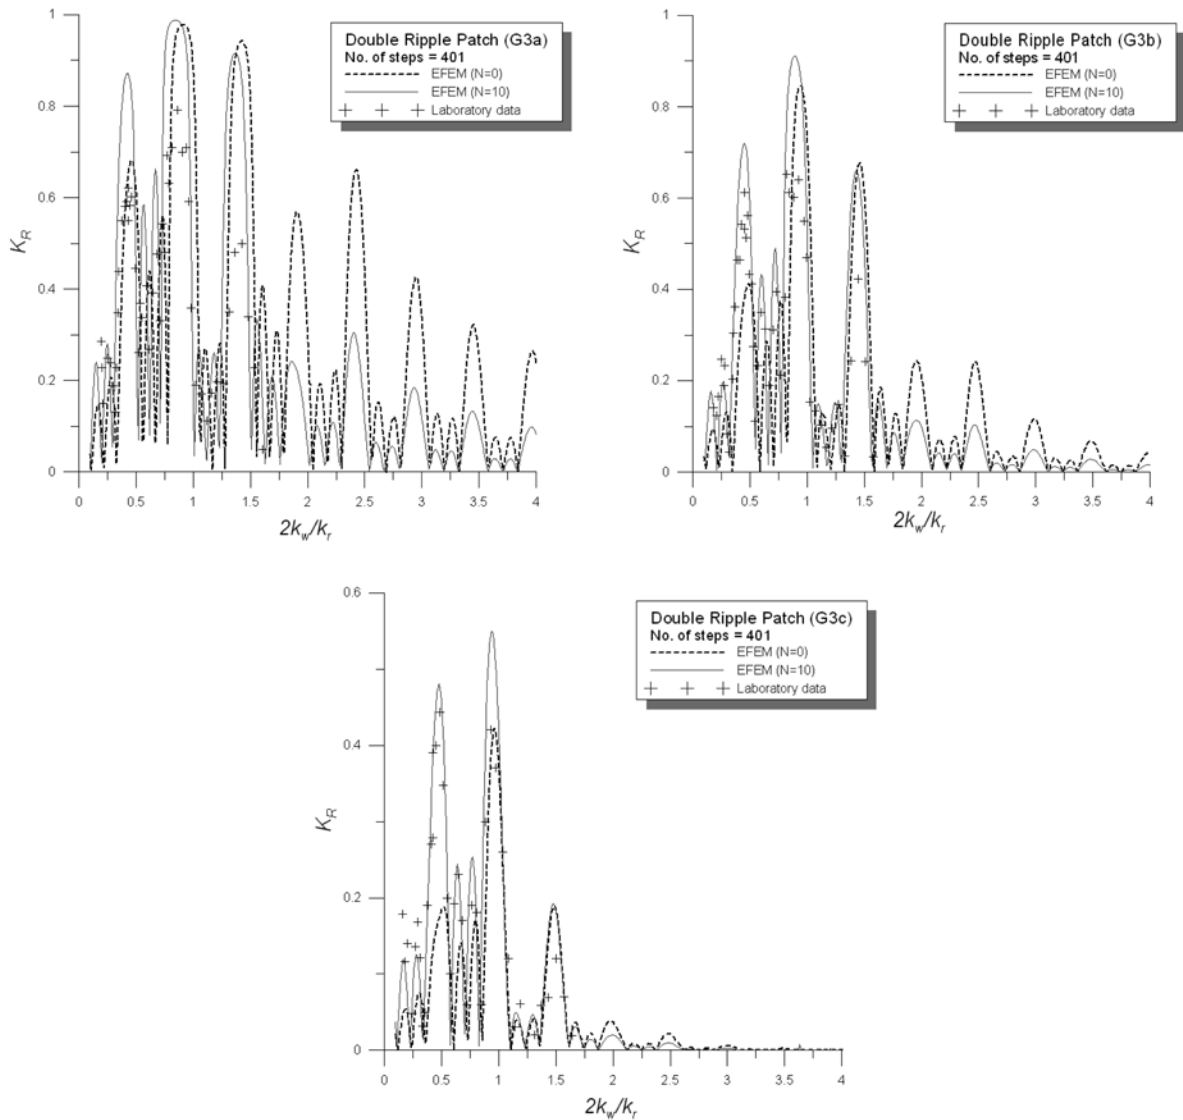 Double Ripple Patch (G3a)
No. of steps = 401
EFEM (N=0)
EFEM (N=10)
Laboratory data
1
0.8
0.6
0.4
0.2
0
K_R
0 0.5 1 1.5 2 2.5 3 3.5 4
2k_w/k_r
Double Ripple Patch (G3b)
No. of steps = 401
EFEM (N=0)
EFEM (N=10)
Laboratory data
1
0.8
0.6
0.4
0.2
0
K_R
0 0.5 1 1.5 2 2.5 3 3.5 4
2k_w/k_r
Double Ripple Patch (G3c)
No. of steps = 401
EFEM (N=0)
EFEM (N=10)
Laboratory data
0.6
0.4
0.2
0
K_R
0 0.5 1 1.5 2 2.5 3 3.5 4
2k_w/k_r